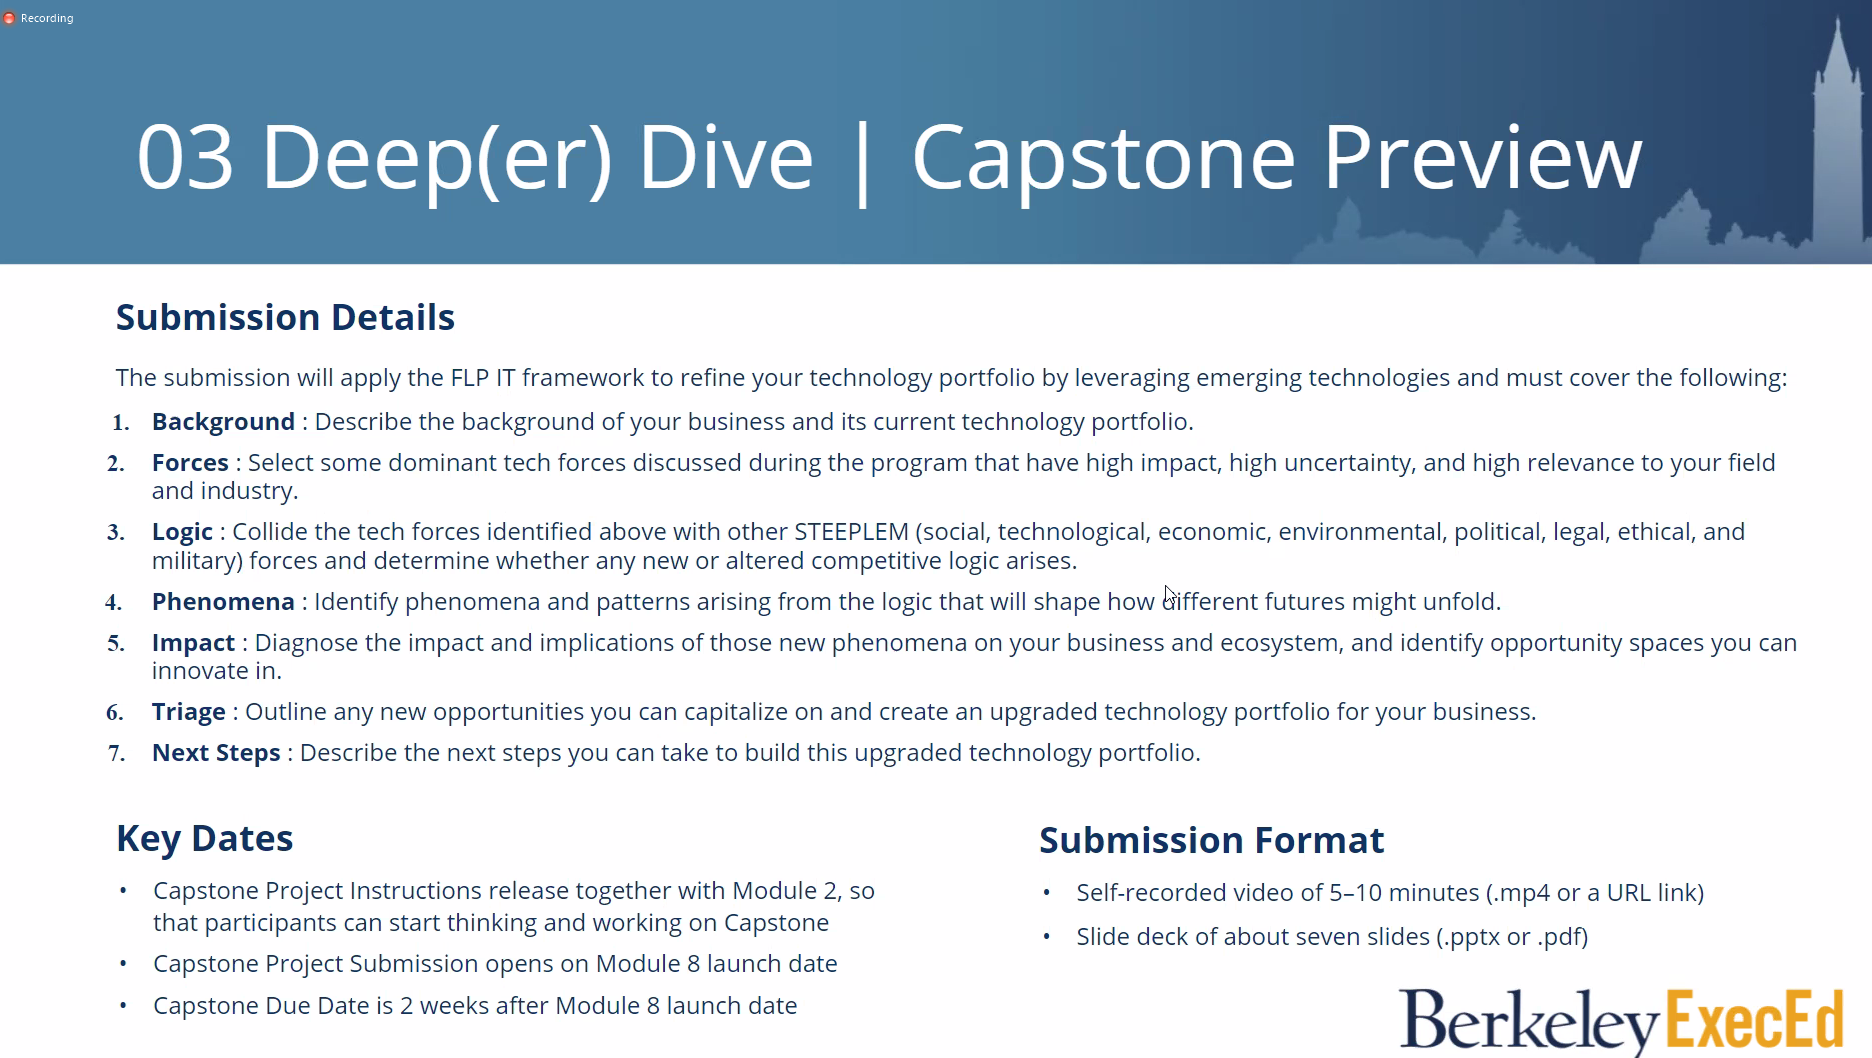 Recording
03 Deep(er) Dive | Capstone Preview
Submission Details
The submission will apply the FLP IT framework to refine your technology portfolio by leveraging emerging technologies and must cover the following:
1. Background : Describe the background of your business and its current technology portfolio.
2. Forces : Select some dominant tech forces discussed during the program that have high impact, high uncertainty, and high relevance to your field
and industry.
3. Logic : Collide the tech forces identified above with other STEEPLEM (social, technological, economic, environmental, political, legal, ethical, and
military) forces and determine whether any new or altered competitive logic arises.
4. Phenomena : Identify phenomena and patterns arising from the logic that will shape how different futures might unfold.
5. Impact : Diagnose the impact and implications of those new phenomena on your business and ecosystem, and identify opportunity spaces you can
innovate in.
6. Triage : Outline any new opportunities you can capitalize on and create an upgraded technology portfolio for your business.
7. Next Steps : Describe the next steps you can take to build this upgraded technology portfolio.
Key Dates
• Capstone Project Instructions release together with Module 2, so
that participants can start thinking and working on Capstone
• Capstone Project Submission opens on Module 8 launch date
• Capstone Due Date is 2 weeks after Module 8 launch date
Submission Format
• Self-recorded video of 5–10 minutes (.mp4 or a URL link)
• Slide deck of about seven slides (.pptx or .pdf)
Berkeley ExecEd